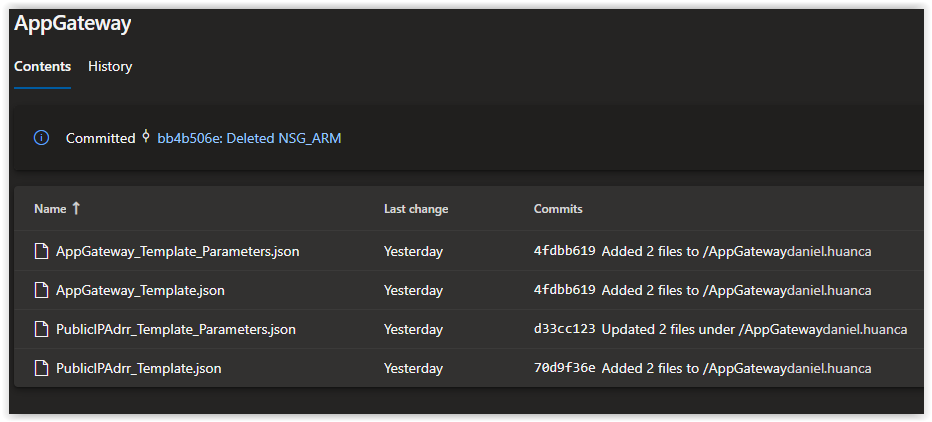 AppGateway
Contents History
Committed bb4b506e: Deleted NSG_ARM
Name ↑ Last change Commits
AppGateway_Template_Parameters.json Yesterday 4fdbb619 Added 2 files to /AppGatewaydaniel.huanca
AppGateway_Template.json Yesterday 4fdbb619 Added 2 files to /AppGatewaydaniel.huanca
PublicIPAdrr_Template_Parameters.json Yesterday d33cc123 Updated 2 files under /AppGatewaydaniel.huanca
PublicIPAdrr_Template.json Yesterday 70d9f36e Added 2 files to /AppGatewaydaniel.huanca